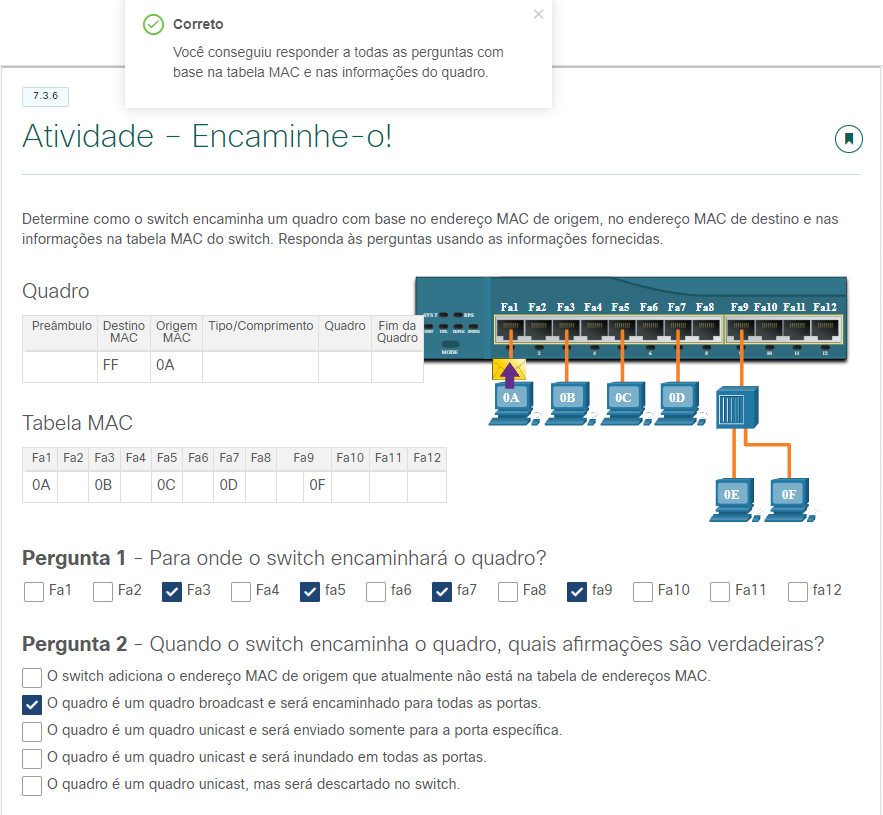 Correto
Você conseguiu responder a todas as perguntas com
base na tabela MAC e nas informações do quadro.
7.3.6
Atividade – Encaminhe-o!
Determine como o switch encaminha um quadro com base no endereço MAC de origem, no endereço MAC de destino e nas
informações na tabela MAC do switch. Responda às perguntas usando as informações fornecidas.
Quadro
Preâmbulo Destino MAC Origem MAC Tipo/Comprimento Quadro Fim da Quadro
FF 0A
Fa1 Fa2 Fa3 Fa4 Fa5 Fa6 Fa7 Fa8 Fa9 Fa10 Fa11 Fa12
SYST RPS
MODE
2 4 6 8 10 11 12
0A 0B 0C 0D
0E 0F
Tabela MAC
Fa1 Fa2 Fa3 Fa4 Fa5 Fa6 Fa7 Fa8 Fa9 Fa10 Fa11 Fa12
0A 0B 0C 0D 0F
Pergunta 1 - Para onde o switch encaminhará o quadro?
Fa1 Fa2 Fa3 Fa4 fa5 fa6 fa7 Fa8 fa9 Fa10 Fa11 fa12
Pergunta 2 - Quando o switch encaminha o quadro, quais afirmações são verdadeiras?
O switch adiciona o endereço MAC de origem que atualmente não está na tabela de endereços MAC.
O quadro é um quadro broadcast e será encaminhado para todas as portas.
O quadro é um quadro unicast e será enviado somente para a porta específica.
O quadro é um quadro unicast e será inundado em todas as portas.
O quadro é um quadro unicast, mas será descartado no switch.